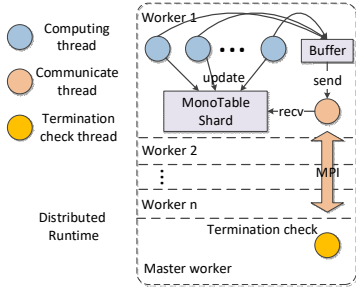 Computing
thread
Communicate
thread
Termination
check thread
Distributed
Runtime
Worker 1
Buffer
update
send
MonoTable
Shard
recv
Worker 2
MPI
Worker n
Termination check
Master worker